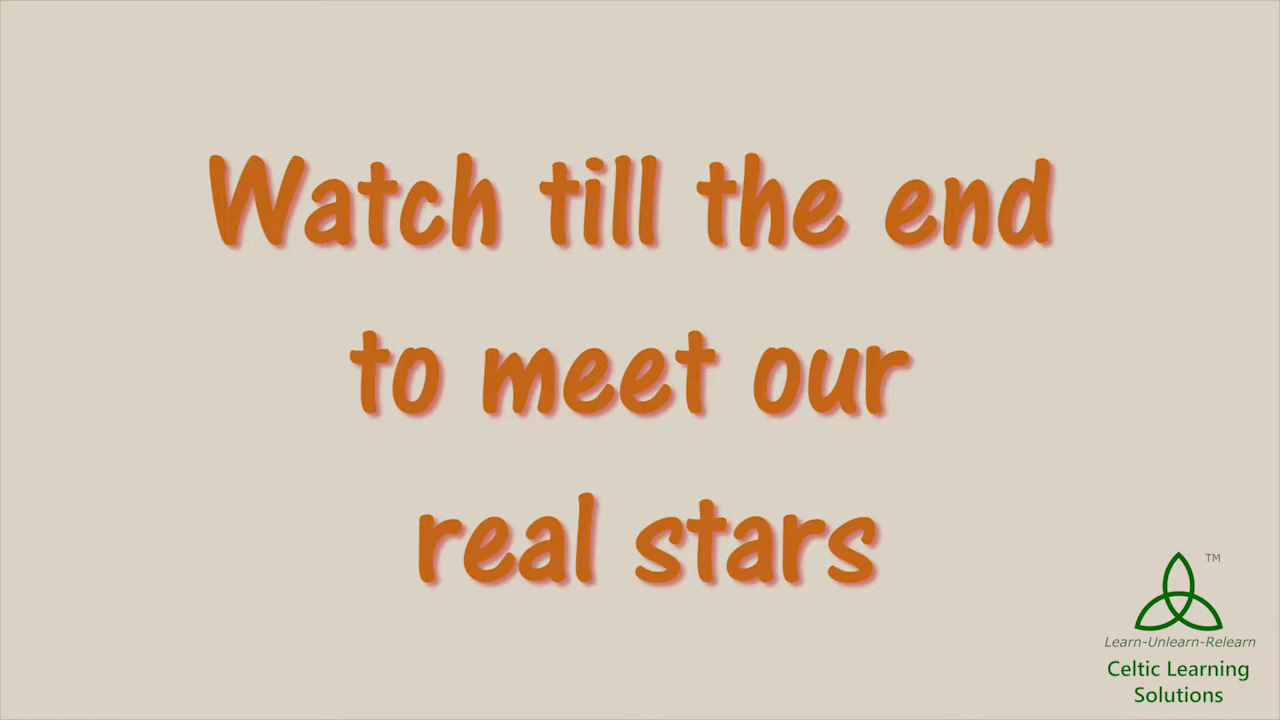 Watch till the end
to meet our
real stars
TM
Learn-Unlearn-Relearn
Celtic Learning
Solutions